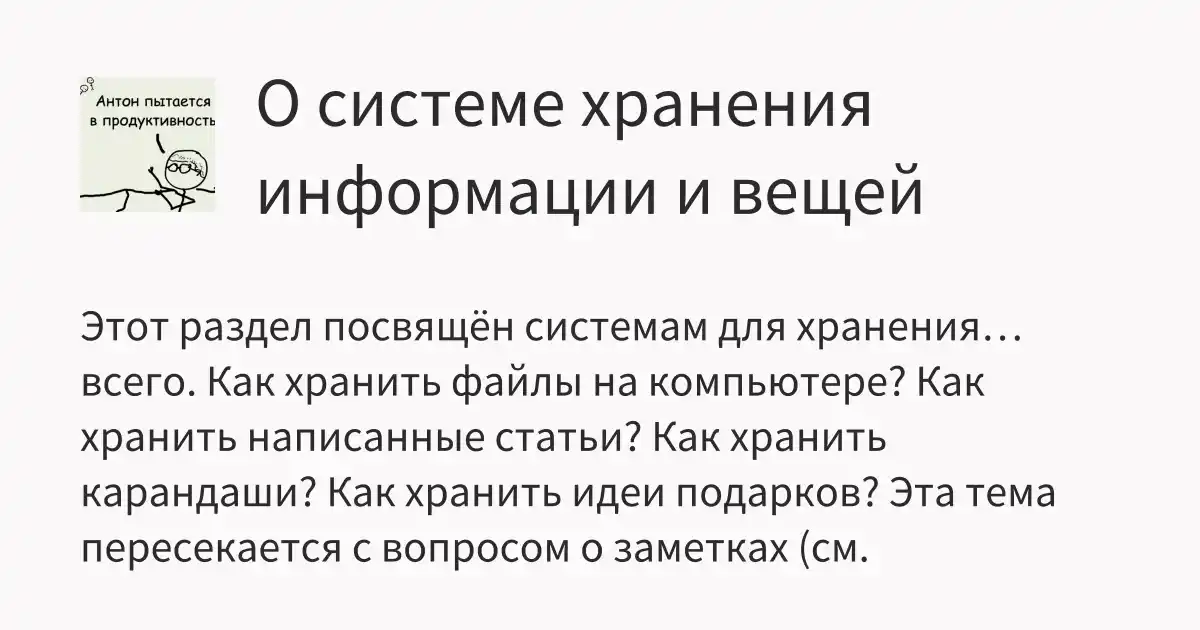 Антон пытается
в продуктивность
О системе хранения
информации и вещей
Этот раздел посвящён системам для хранения…
всего. Как хранить файлы на компьютере? Как
хранить написанные статьи? Как хранить
карандаши? Как хранить идеи подарков? Эта тема
пересекается с вопросом о заметках (см.